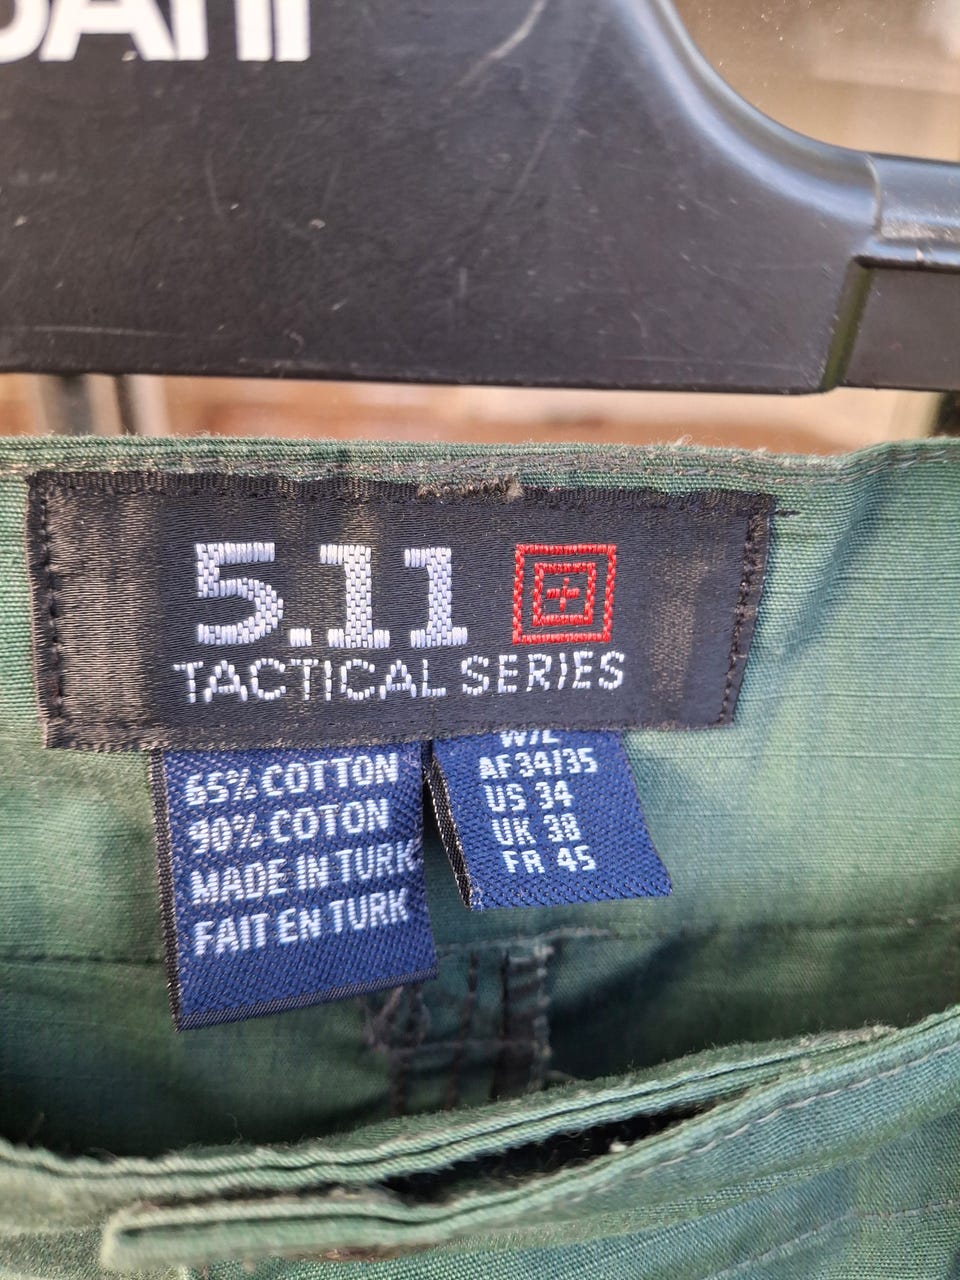 5.11
TACTICAL SERIES
65% COTTON
90% COTON
MADE IN TURK
FAIT EN TURK
W/L
AF 34/35
US 34
UK 38
FR 45